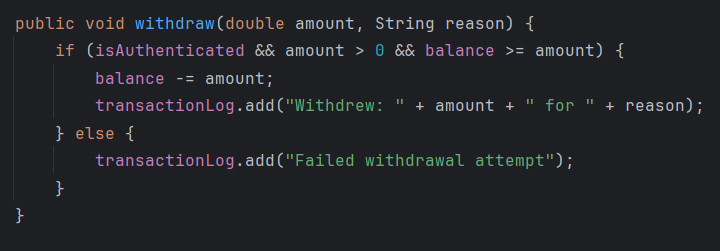 public void withdraw(double amount, String reason) {
    if (isAuthenticated && amount > 0 && balance >= amount) {
        balance -= amount;
        transactionLog.add("Withdrew: " + amount + " for " + reason);
    } else {
        transactionLog.add("Failed withdrawal attempt");
    }
}